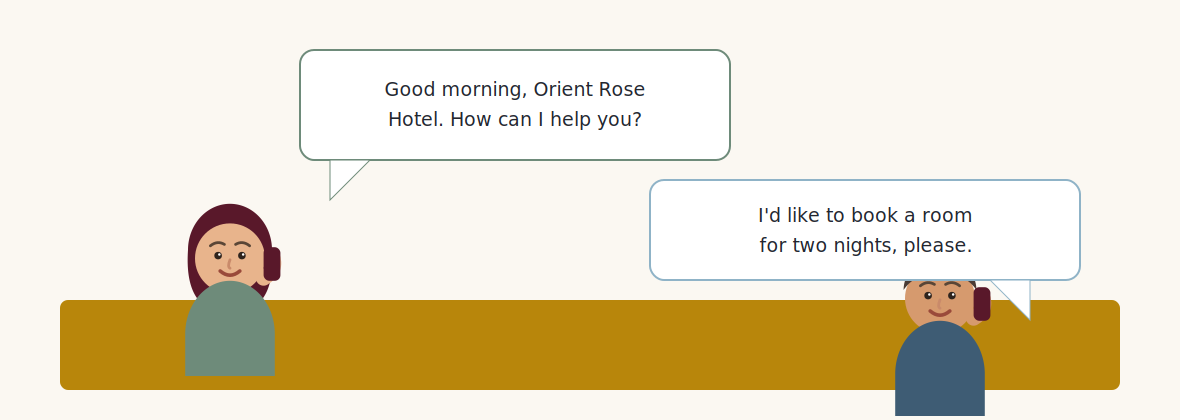 Good morning, Orient Rose
Hotel. How can I help you?
I'd like to book a room
for two nights, please.